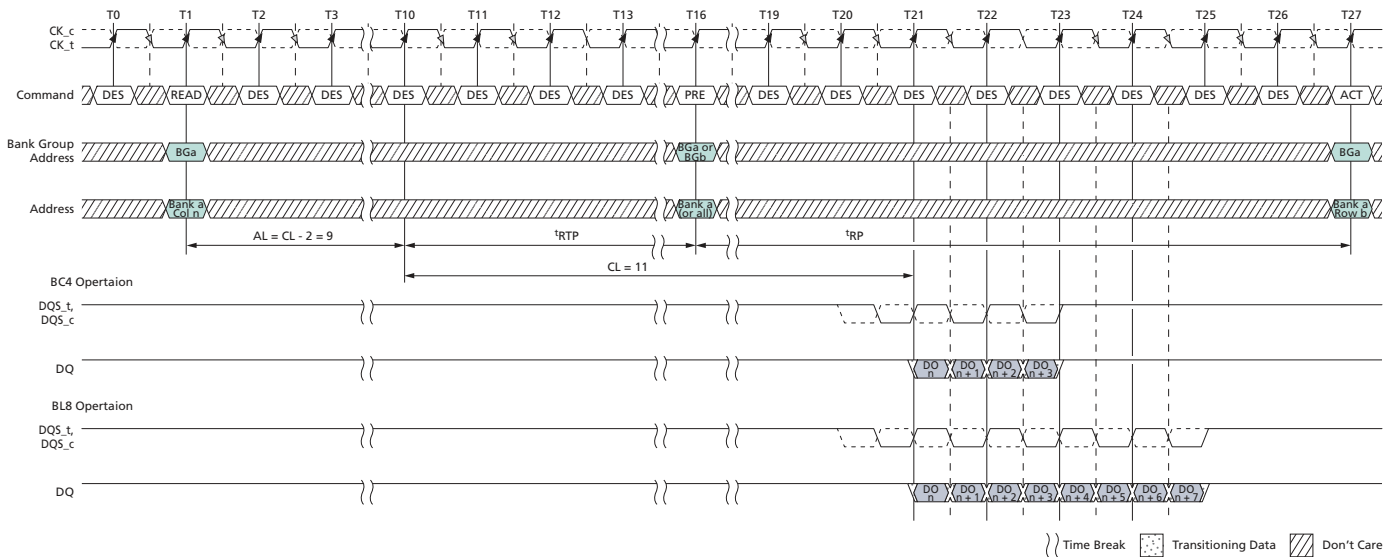 T0 T1 T2 T3 T10 T11 T12 T13 T16 T19 T20 T21 T22 T23 T24 T25 T26 T27
CK_c
CK_t
Command DES READ DES DES DES DES DES DES PRE DES DES DES DES DES DES DES DES ACT
Bank Group
Address
BGa
BGa or
BGb
BGa
Address
Bank a
Col n
Bank a
(or all)
Bank a
Row b
AL = CL - 2 = 9 tRTP tRP
CL = 11
BC4 Opertaion
DQS_t,
DQS_c
DQ
DO
n
DO
n + 1
DO
n + 2
DO
n + 3
BL8 Opertaion
DQS_t,
DQS_c
DQ
DO
n
DO
n + 1
DO
n + 2
DO
n + 3
DO
n + 4
DO
n + 5
DO
n + 6
DO
n + 7
Time Break Transitioning Data Don't Care